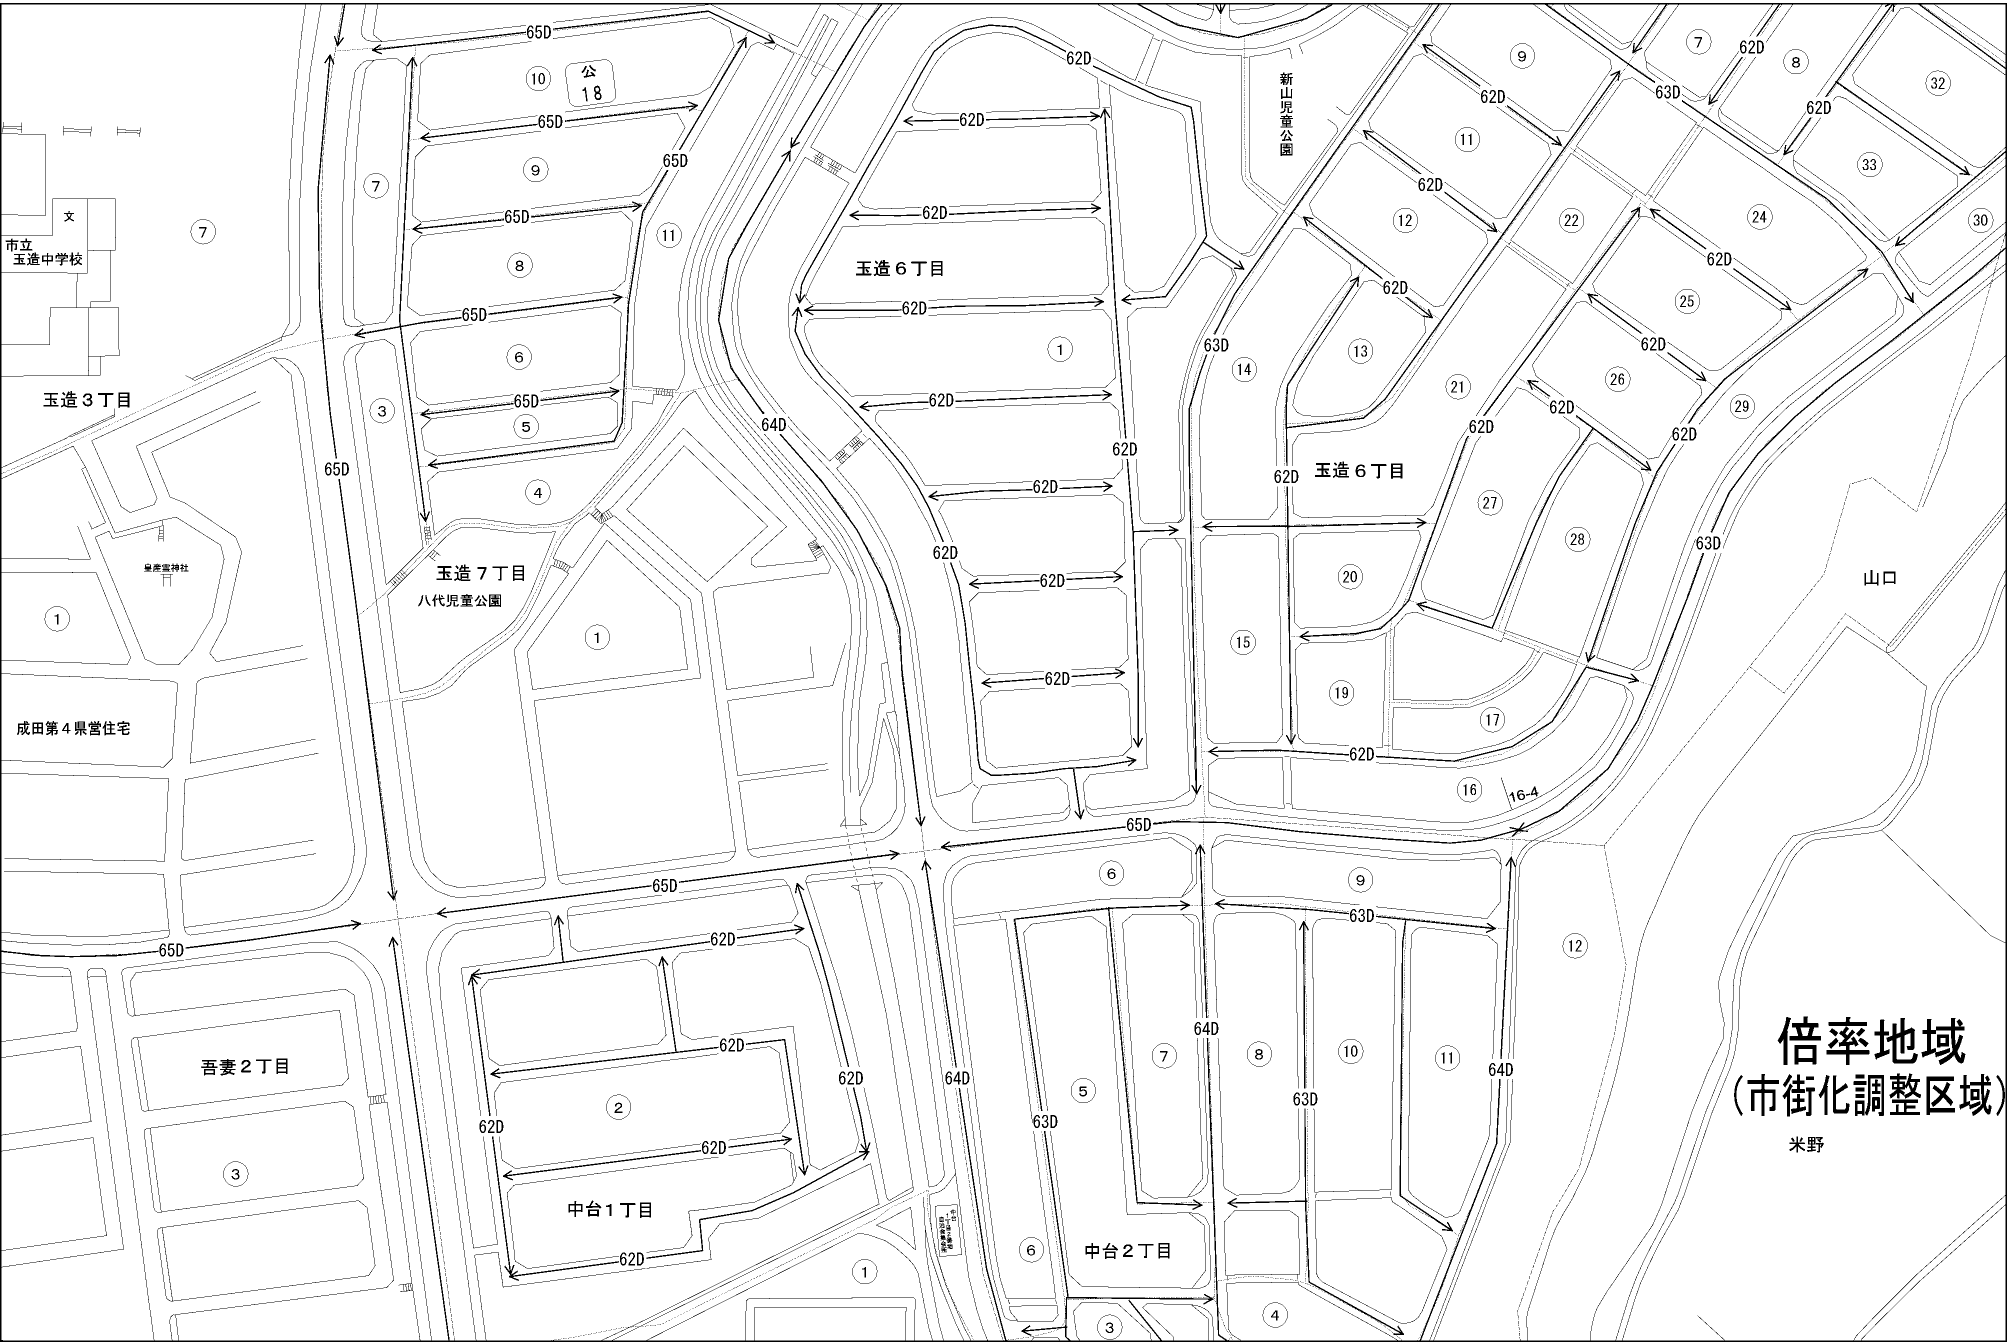 65D
62D
新山児童公園
⑨
⑦
62D
⑧
62D
㉜
⑩
公
18
65D
62D
62D
⑪
63D
62D
㉝
文
⑦
⑨
65D
65D
62D
62D
⑫
㉒
㉔
㉚
市立
玉造中学校
⑦
⑧
⑪
玉造6丁目
62D
62D
65D
62D
63D
⑬
㉕
62D
玉造3丁目
③
⑥
65D
⑤
①
62D
⑭
㉑
㉖
62D
㉙
64D
65D
④
62D
62D
62D
玉造6丁目
62D
62D
㉗
㉘
63D
皇産霊神社
玉造7丁目
八代児童公園
62D
62D
⑳
山口
①
①
62D
⑮
⑲
⑰
成田第4県営住宅
62D
⑯
16-4
65D
65D
⑥
⑨
65D
62D
63D
⑫
吾妻2丁目
62D
62D
64D
64D
⑦
⑧
⑩
⑪
64D
倍率地域
(市街化調整区域)
米野
②
62D
62D
⑤
63D
63D
③
中台1丁目
62D
①
⑥
中台2丁目
③
④